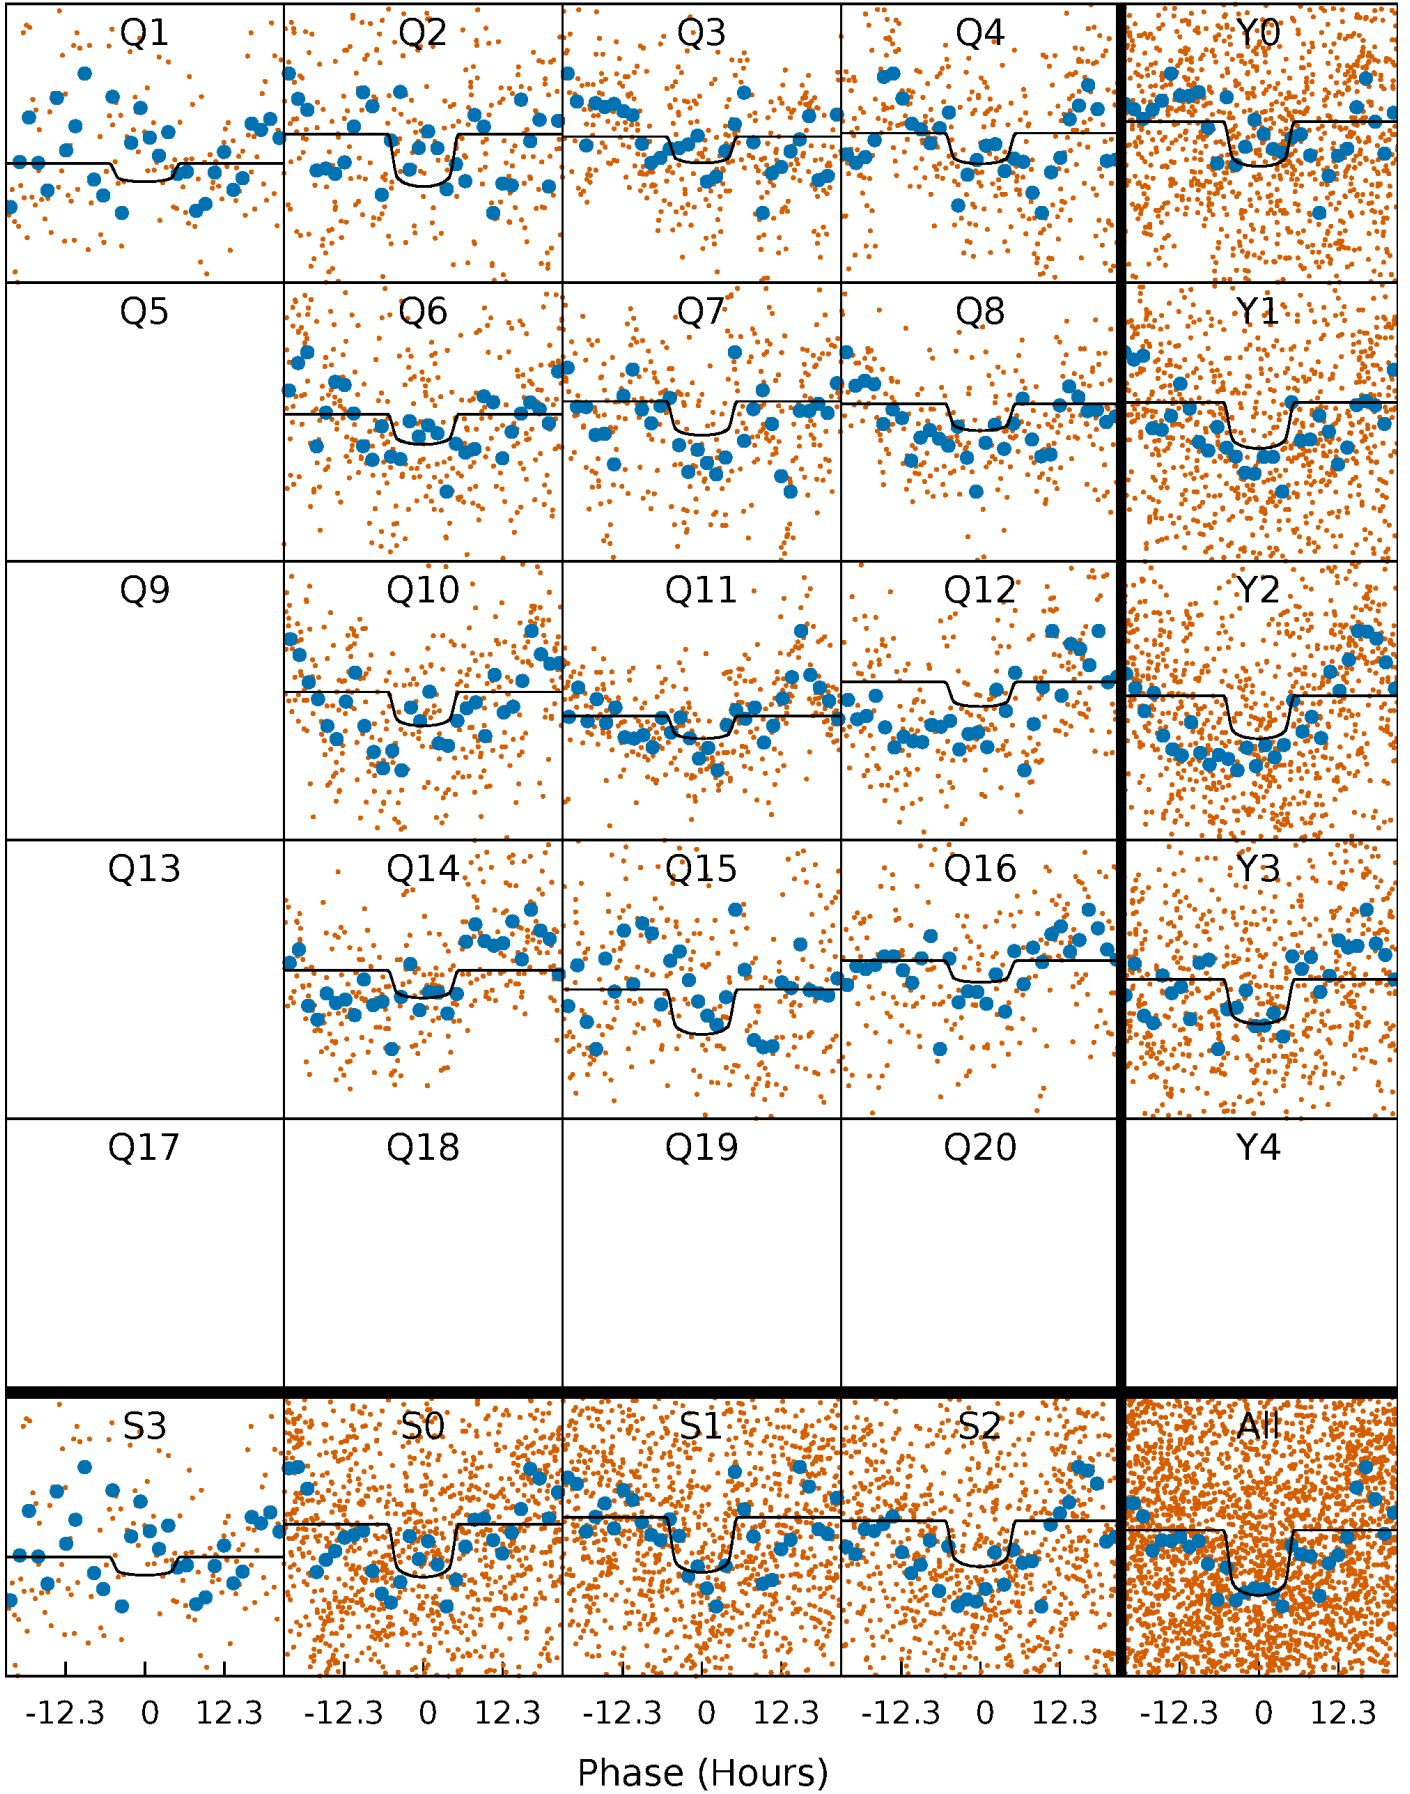 Q1 Q2 Q3 Q4 Y0
Q5 Q6 Q7 Q8 Y1
Q9 Q10 Q11 Q12 Y2
Q13 Q14 Q15 Q16 Y3
Q17 Q18 Q19 Q20 Y4
S3 S0 S1 S2 All
-12.3 0 12.3 -12.3 0 12.3 -12.3 0 12.3 -12.3 0 12.3 -12.3 0 12.3
Phase (Hours)